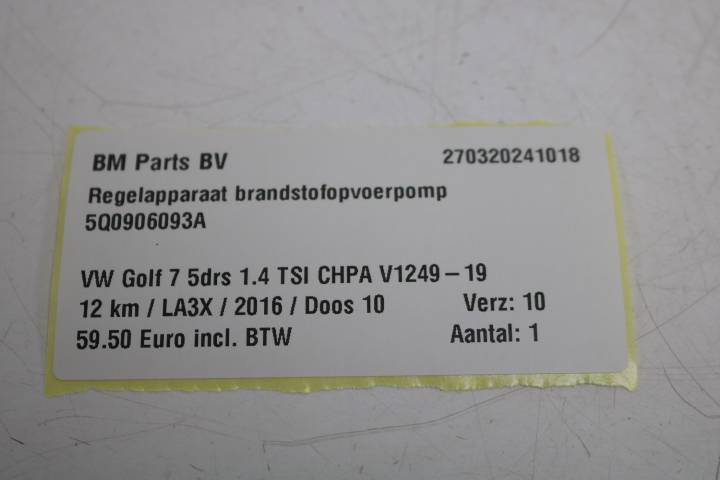 BM Parts BV 270320241018
Regelapparaat brandstofopvoerpomp
5Q0906093A
VW Golf 7 5drs 1.4 TSI CHPA V1249-19
12 km / LA3X / 2016 / Doos 10 Verz: 10
59.50 Euro incl. BTW Aantal: 1